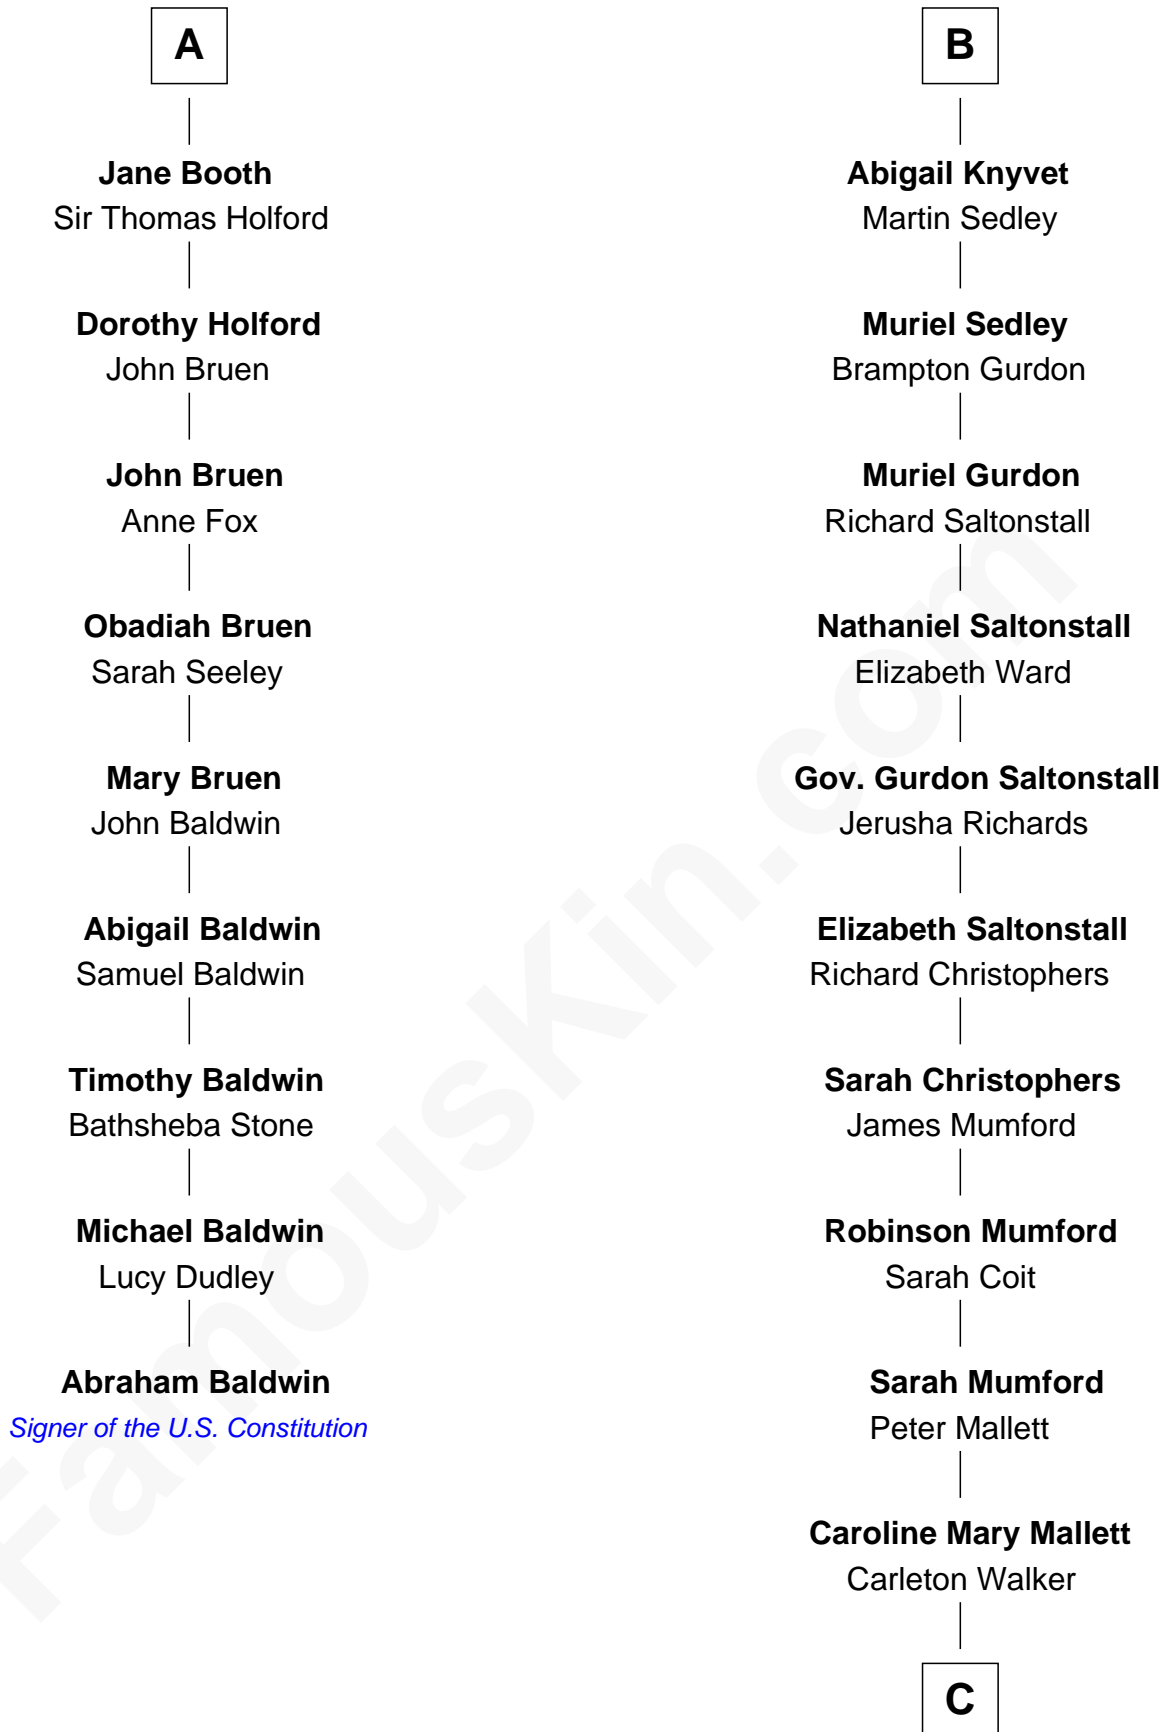 A
Jane Booth
Sir Thomas Holford
Dorothy Holford
John Bruen
John Bruen
Anne Fox
Obadiah Bruen
Sarah Seeley
Mary Bruen
John Baldwin
Abigail Baldwin
Samuel Baldwin
Timothy Baldwin
Bathsheba Stone
Michael Baldwin
Lucy Dudley
Abraham Baldwin
Signer of the U.S. Constitution
B
Abigail Knyvet
Martin Sedley
Muriel Sedley
Brampton Gurdon
Muriel Gurdon
Richard Saltonstall
Nathaniel Saltonstall
Elizabeth Ward
Gov. Gurdon Saltonstall
Jerusha Richards
Elizabeth Saltonstall
Richard Christophers
Sarah Christophers
James Mumford
Robinson Mumford
Sarah Coit
Sarah Mumford
Peter Mallett
Caroline Mary Mallett
Carleton Walker
C
FamousKin.com